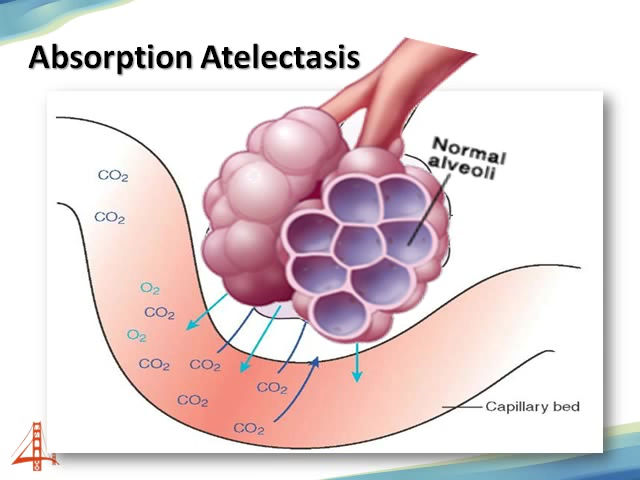 Absorption Atelectasis
Normal
alveoli
CO₂
CO₂
O₂
CO₂
O₂
CO₂
CO₂
CO₂
CO₂
CO₂
Capillary bed